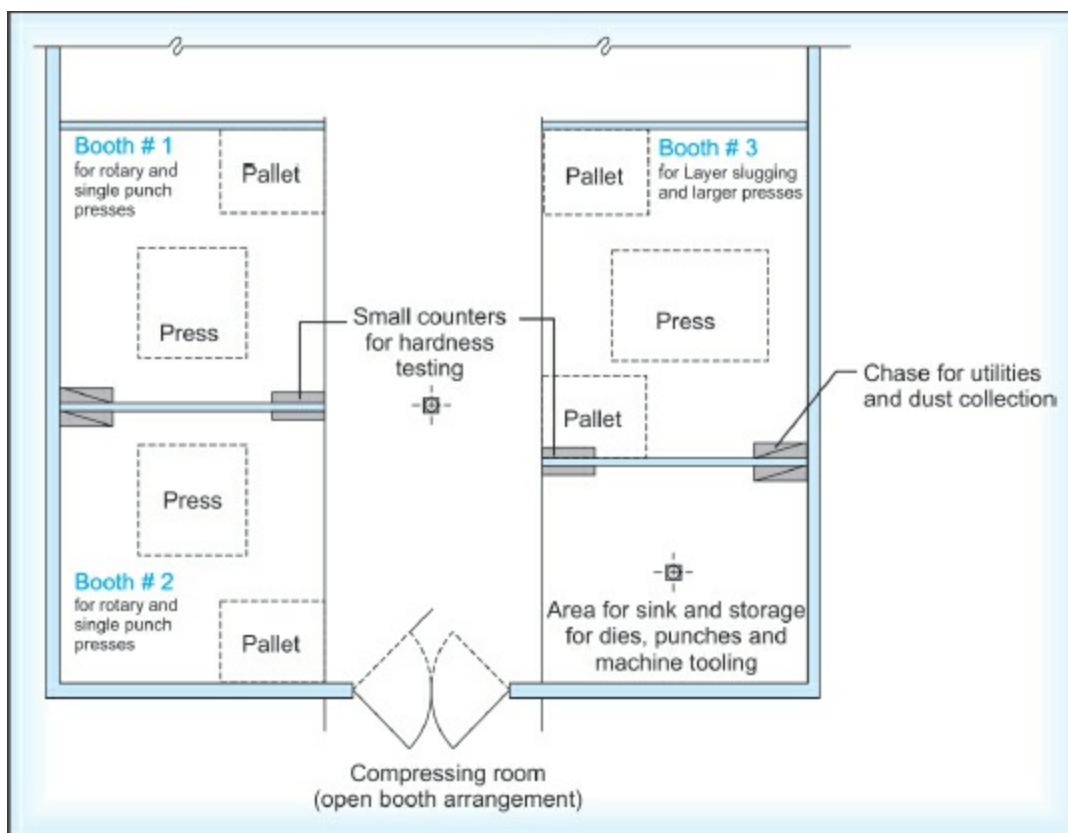 Booth # 1
for rotary and
single punch
presses
Pallet
Press
Pallet
Booth # 3
for Layer slugging
and larger presses
Press
Small counters
for hardness
testing
Pallet
Chase for utilities
and dust collection
Press
Booth # 2
for rotary and
single punch
presses
Pallet
Area for sink and storage
for dies, punches and
machine tooling
Compressing room
(open booth arrangement)